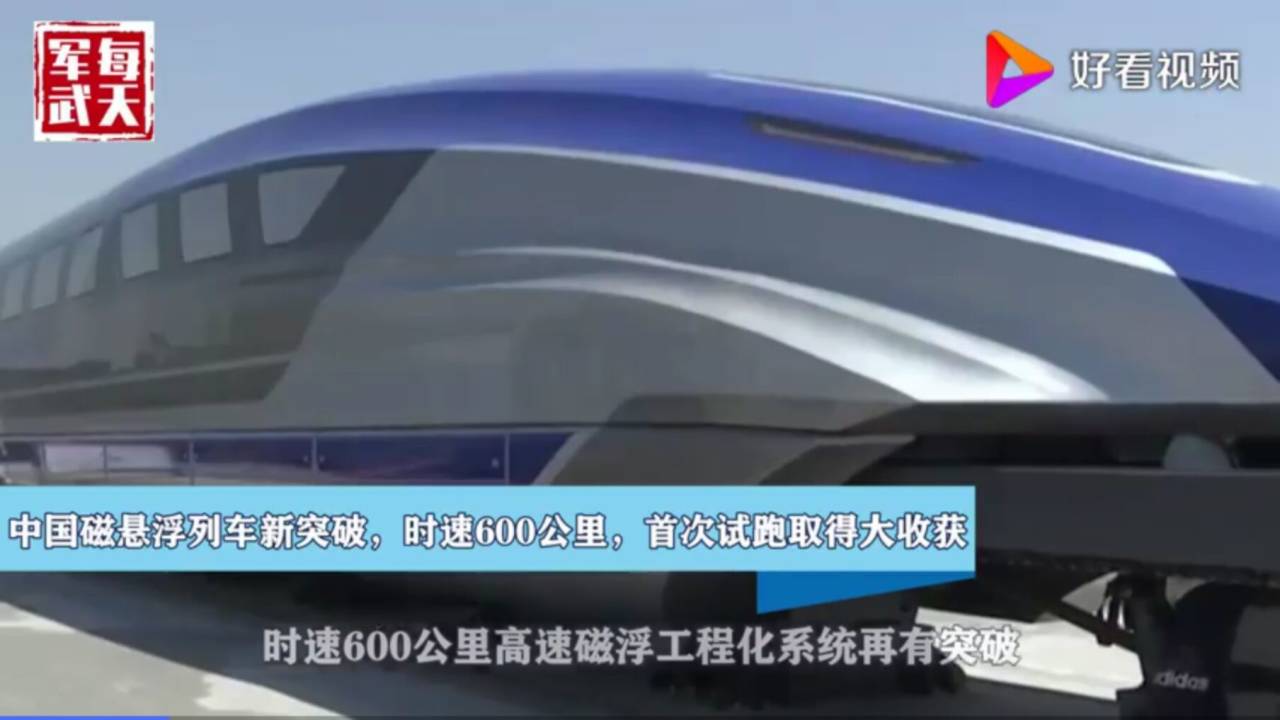 每天
军武
好看视频
中国磁悬浮列车新突破，时速600公里，首次试跑取得大收获
时速600公里高速磁浮工程化系统再有突破
adidas